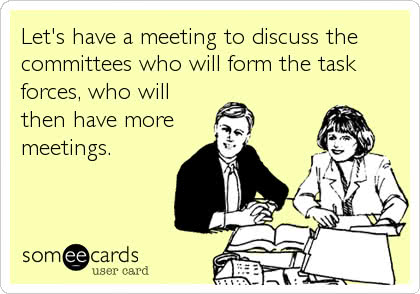 Let's have a meeting to discuss the
committees who will form the task
forces, who will
then have more
meetings.
someecards
user card